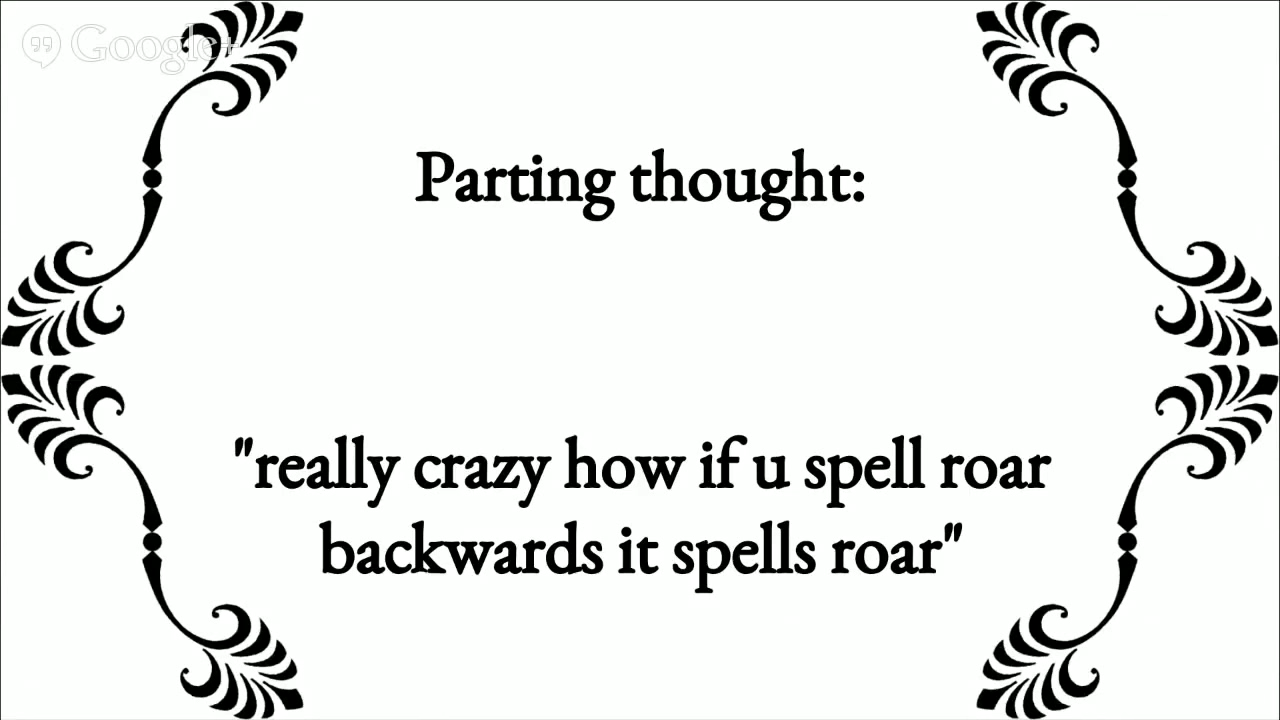 Google+
Parting thought:
"really crazy how if u spell roar
backwards it spells roar"